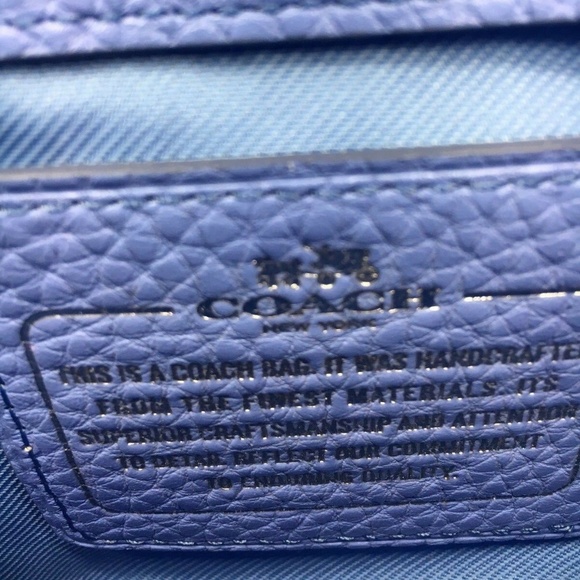 COACH
NEW YORK
THIS IS A COACH BAG. IT WAS HANDCRAFTED
FROM THE FINEST MATERIALS. ITS
SUPERIOR CRAFTSMANSHIP AND ATTENTION
TO DETAIL REFLECT OUR COMMITMENT
TO ENDURING QUALITY.